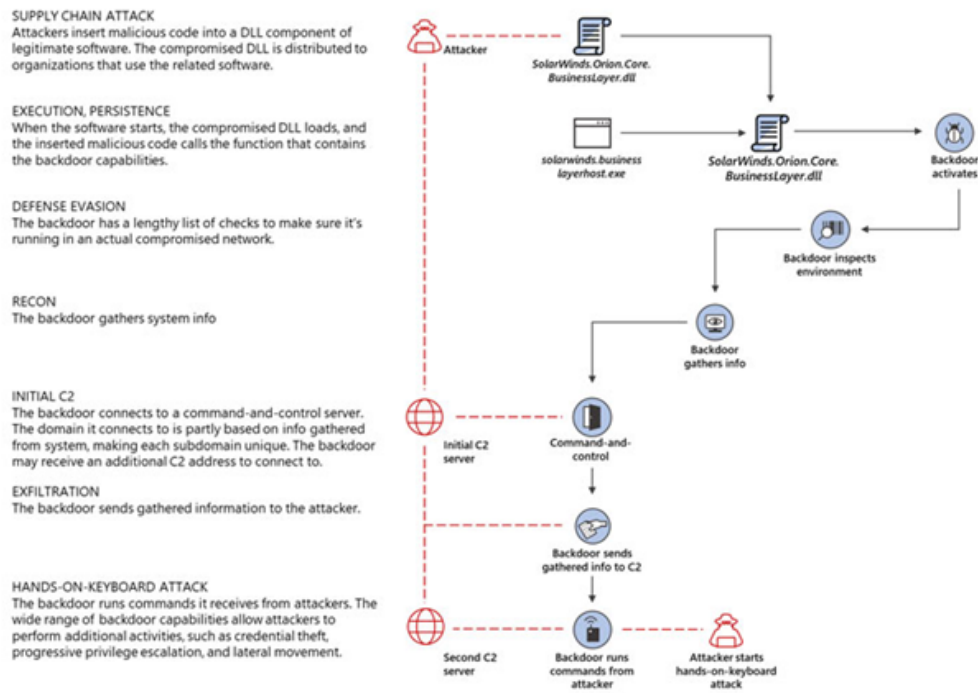 SUPPLY CHAIN ATTACK
Attackers insert malicious code into a DLL component of
legitimate software. The compromised DLL is distributed to
organizations that use the related software.
EXECUTION, PERSISTENCE
When the software starts, the compromised DLL loads, and
the inserted malicious code calls the function that contains
the backdoor capabilities.
DEFENSE EVASION
The backdoor has a lengthy list of checks to make sure it's
running in an actual compromised network.
RECON
The backdoor gathers system info
INITIAL C2
The backdoor connects to a command-and-control server.
The domain it connects to is partly based on info gathered
from system, making each subdomain unique. The backdoor
may receive an additional C2 address to connect to.
EXFILTRATION
The backdoor sends gathered information to the attacker.
HANDS-ON-KEYBOARD ATTACK
The backdoor runs commands it receives from attackers. The
wide range of backdoor capabilities allow attackers to
perform additional activities, such as credential theft,
progressive privilege escalation, and lateral movement.
Attacker
SolarWinds.Orion.Core.
BusinessLayer.dll
solarwinds.business
layerhost.exe
SolarWinds.Orion.Core.
BusinessLayer.dll
Backdoor
activates
Backdoor inspects
environment
Backdoor
gathers info
Initial C2
server
Command-and-
control
Backdoor sends
gathered info to C2
Second C2
server
Backdoor runs
commands from
attacker
Attacker starts
hands-on-keyboard
attack